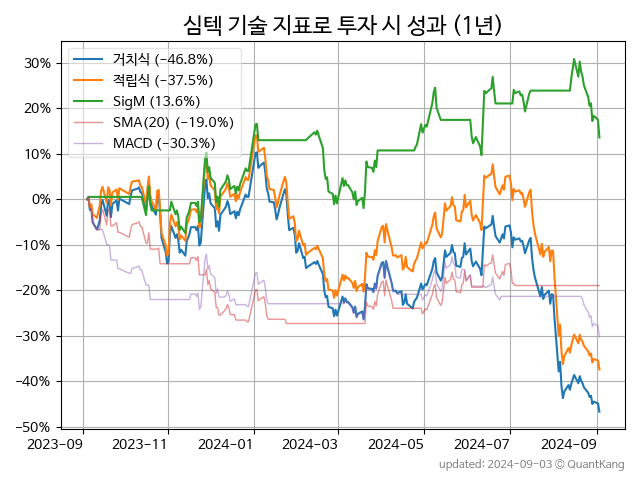 심텍 기술 지표로 투자 시 성과 (1년)
거치식 (−46.8%)
적립식 (−37.5%)
SigM (13.6%)
SMA(20) (−19.0%)
MACD (−30.3%)
30%
20%
10%
0%
−10%
−20%
−30%
−40%
−50%
2023-09 2023-11 2024-01 2024-03 2024-05 2024-07 2024-09
updated: 2024-09-03 © QuantKang